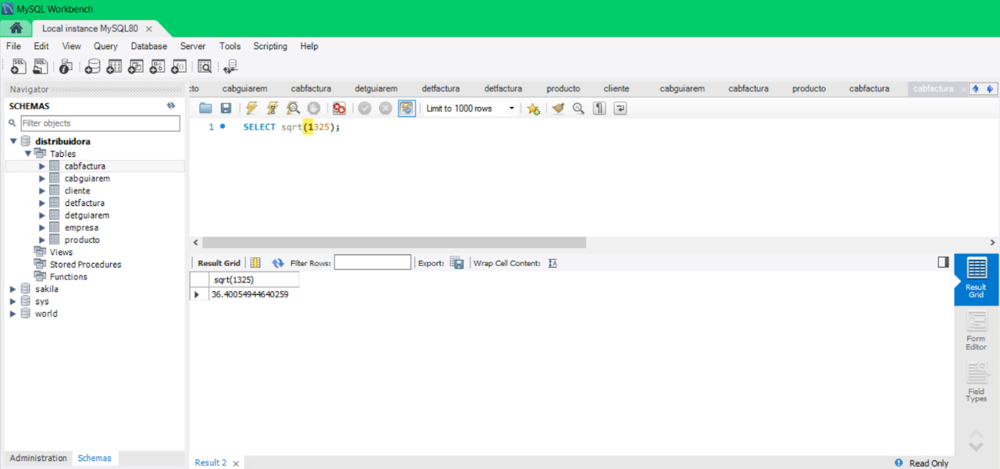 MySQL Workbench
Local instance MySQL80
File Edit View Query Database Server Tools Scripting Help
Navigator
SCHEMAS
Filter objects
distribuidora
Tables
cabfactura
cabguiarem
cliente
detfactura
detguiarem
empresa
producto
Views
Stored Procedures
Functions
sakila
sys
world
Administration Schemas
cto cabguiarem cabfactura detguiarem detfactura detfactura producto cliente cabguiarem cabfactura producto cabfactura cabfactura
Limit to 1000 rows
1 SELECT sqrt(1325);
Result Grid Filter Rows: Export: Wrap Cell Content:
sqrt(1325)
36.40054944640259
Result
Grid
Form
Editor
Field
Types
Result 2
Read Only